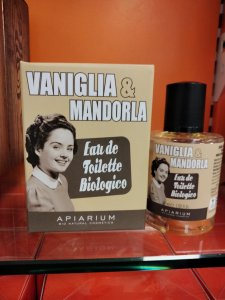 VANIGLIA &
MANDORLA
Eau de
Toilette
Biologico
APIARIUM
BIO NATURAL COSMETICS
VANIGLIA &
MANDORLA
Eau de
Toilette
Biologico